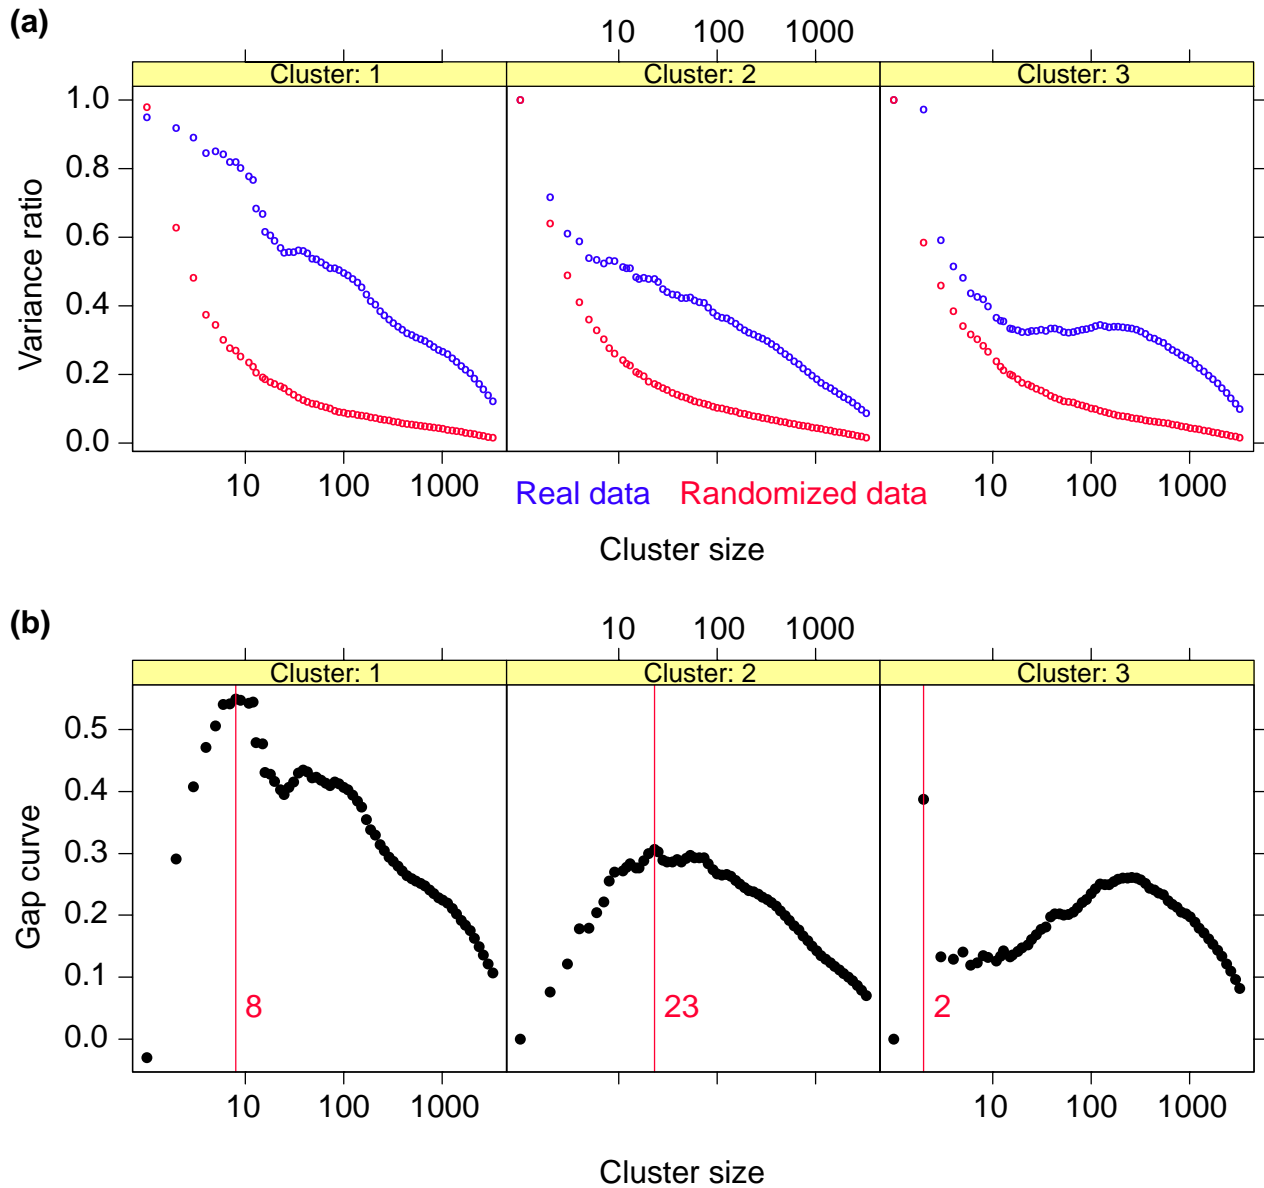 (a)
10 100 1000
Cluster: 1 Cluster: 2 Cluster: 3
1.0
0.8
0.6
0.4
0.2
0.0
Variance ratio
10 100 1000 10 100 1000
Real data Randomized data
Cluster size
(b)
10 100 1000
Cluster: 1 Cluster: 2 Cluster: 3
0.5
0.4
0.3
0.2
0.1
0.0
Gap curve
8 23 2
10 100 1000 10 100 1000
Cluster size